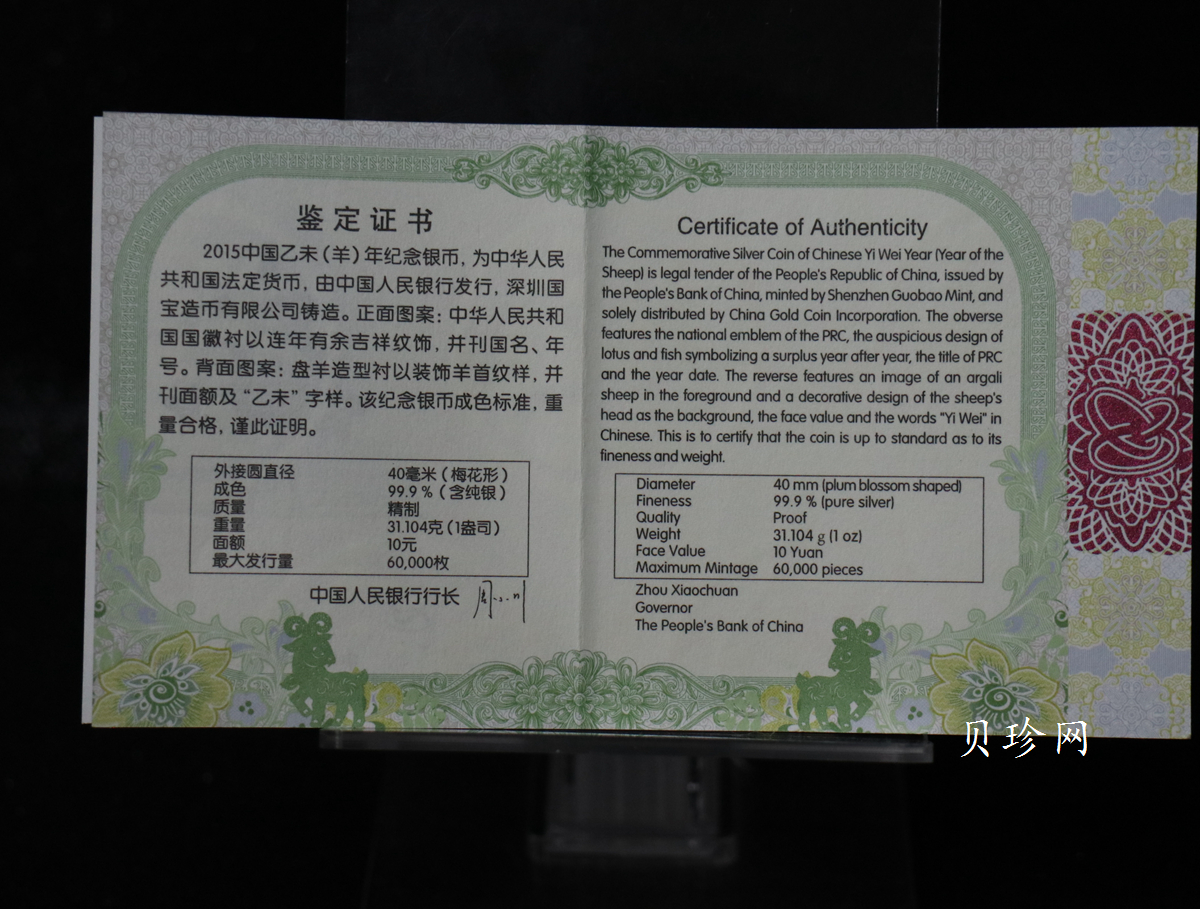 鉴定证书
2015中国乙未（羊）年纪念银币，为中华人民
共和国法定货币，由中国人民银行发行，深圳国
宝造币有限公司铸造。正面图案：中华人民共和
国国徽衬以连年有余吉祥纹饰，并刊国名、年
号。背面图案：盘羊造型衬以装饰羊首纹样，并
刊面额及“乙未”字样。该纪念银币成色标准，重
量合格，谨此证明。
外接圆直径 40毫米（梅花形）
成色 99.9%（含纯银）
质量 精制
重量 31.104克（1盎司）
面额 10元
最大发行量 60,000枚
中国人民银行行长
Certificate of Authenticity
The Commemorative Silver Coin of Chinese Yi Wei Year (Year of the
Sheep) is legal tender of the People's Republic of China, issued by
the People's Bank of China, minted by Shenzhen Guobao Mint, and
solely distributed by China Gold Coin Incorporation. The obverse
features the national emblem of the PRC, the auspicious design of
lotus and fish symbolizing a surplus year after year, the title of PRC
and the year date. The reverse features an image of an argali
sheep in the foreground and a decorative design of the sheep's
head as the background, the face value and the words "Yi Wei" in
Chinese. This is to certify that the coin is up to standard as to its
fineness and weight.
Diameter 40 mm (plum blossom shaped)
Fineness 99.9 % (pure silver)
Quality Proof
Weight 31.104 g (1 oz)
Face Value 10 Yuan
Maximum Mintage 60,000 pieces
Zhou Xiaochuan
Governor
The People's Bank of China
贝珍网